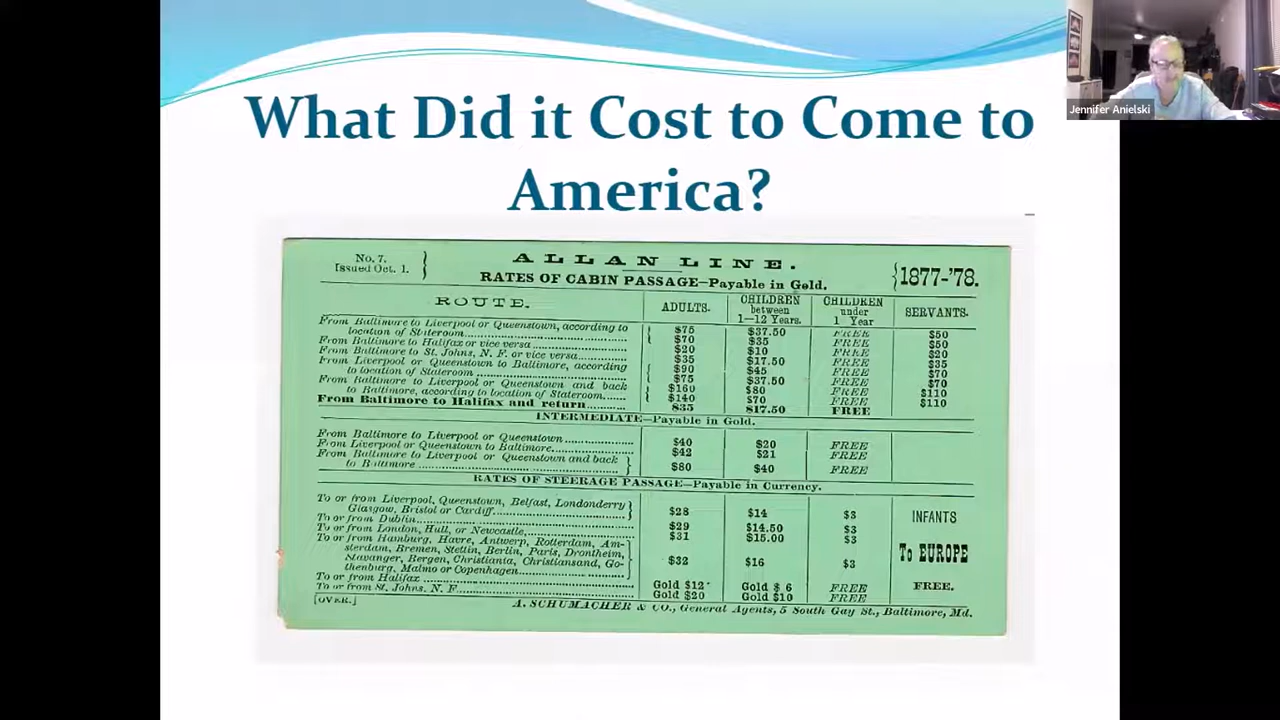 What Did it Cost to Come to
America?
Jennifer Anielski
No. 7.
Issued Oct. 1.
ALLAN LINE.
RATES OF CABIN PASSAGE—Payable in Gold.
1877-'78.
ROUTE. ADULTS. CHILDREN between 1—12 Years. CHILDREN under 1 Year SERVANTS.
From Baltimore to Liverpool or Queenstown, according to
location of Stateroom $75 $37.50 FREE $50
$70 $35 FREE $50
From Baltimore to Halifax or vice versa $20 $10 FREE $20
From Baltimore to St. Johns, N. F. or vice versa $35 $17.50 FREE $35
From Liverpool or Queenstown to Baltimore, according $90 $45 FREE $70
to location of Stateroom $75 $37.50 FREE $70
From Baltimore to Liverpool or Queenstown and back $160 $80 FREE $110
to Baltimore, according to location of Stateroom $140 $70 FREE $110
From Baltimore to Halifax and return $35 $17.50 FREE
INTERMEDIATE—Payable in Gold.
From Baltimore to Liverpool or Queenstown $40 $20 FREE
From Liverpool or Queenstown to Baltimore $42 $21 FREE
From Baltimore to Liverpool or Queenstown and back
to Baltimore $80 $40 FREE
RATES OF STEERAGE PASSAGE—Payable in Currency.
To or from Liverpool, Queenstown, Belfast, Londonderry
Glasgow, Bristol or Cardiff $28 $14 $3
To or from Dublin $29 $14.50 $3
To or from London, Hull, or Newcastle, $31 $15.00 $3
To or from Hamburg, Havre, Antwerp, Rotterdam, Am-
sterdam, Bremen, Stettin, Berlin, Paris, Drontheim,
Stavanger, Bergen, Christiania, Christiansand, Go-
thenburg, Malmo or Copenhagen $32 $16 $3
To or from Halifax Gold $12 Gold $6 FREE
To or from St. Johns, N. F. Gold $20 Gold $10 FREE
INFANTS
To EUROPE
FREE.
[OVER.]
A. SCHUMACHER & CO., General Agents, 5 South Gay St., Baltimore, Md.